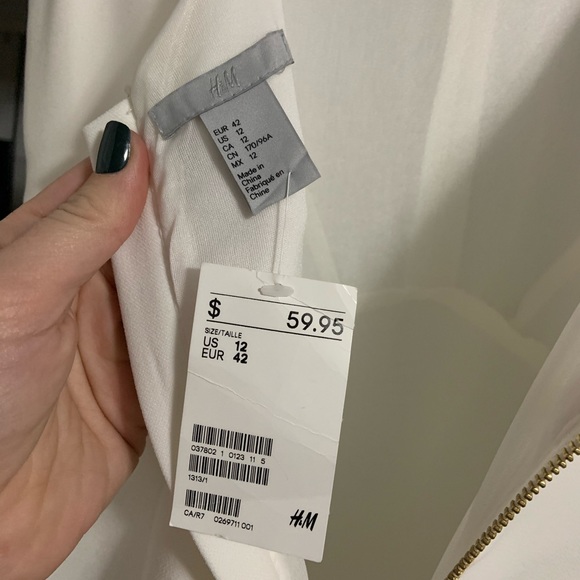 H&M
EUR 42
US 12
CA 12
CN 170/96A
MX 12
Made in
China
Fabriqué en
Chine
$ 59.95
SIZE/TAILLE
US 12
EUR 42
037802 1 0123 11 5
1313/1
CA/R7 0269711 001
H&M